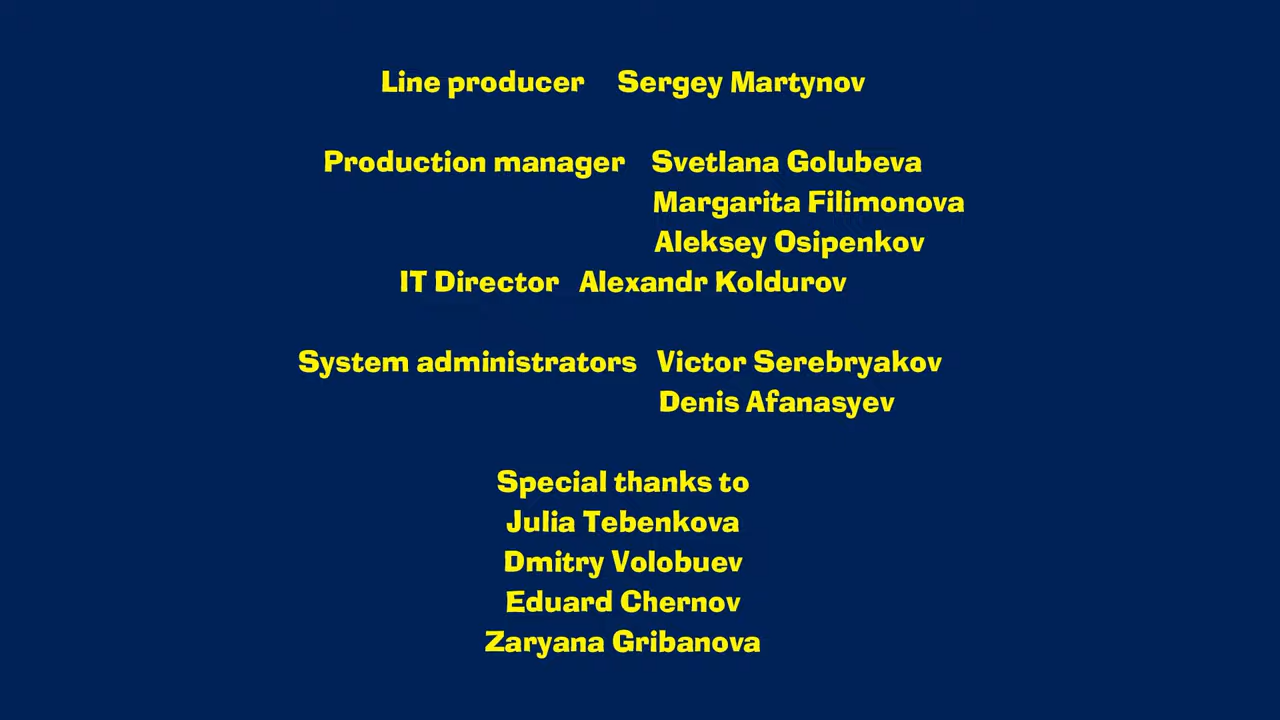 Line producer Sergey Martynov
Production manager Svetlana Golubeva
Margarita Filimonova
Aleksey Osipenkov
IT Director Alexandr Koldurov
System administrators Victor Serebryakov
Denis Afanasyev
Special thanks to
Julia Tebenkova
Dmitry Volobuev
Eduard Chernov
Zaryana Gribanova